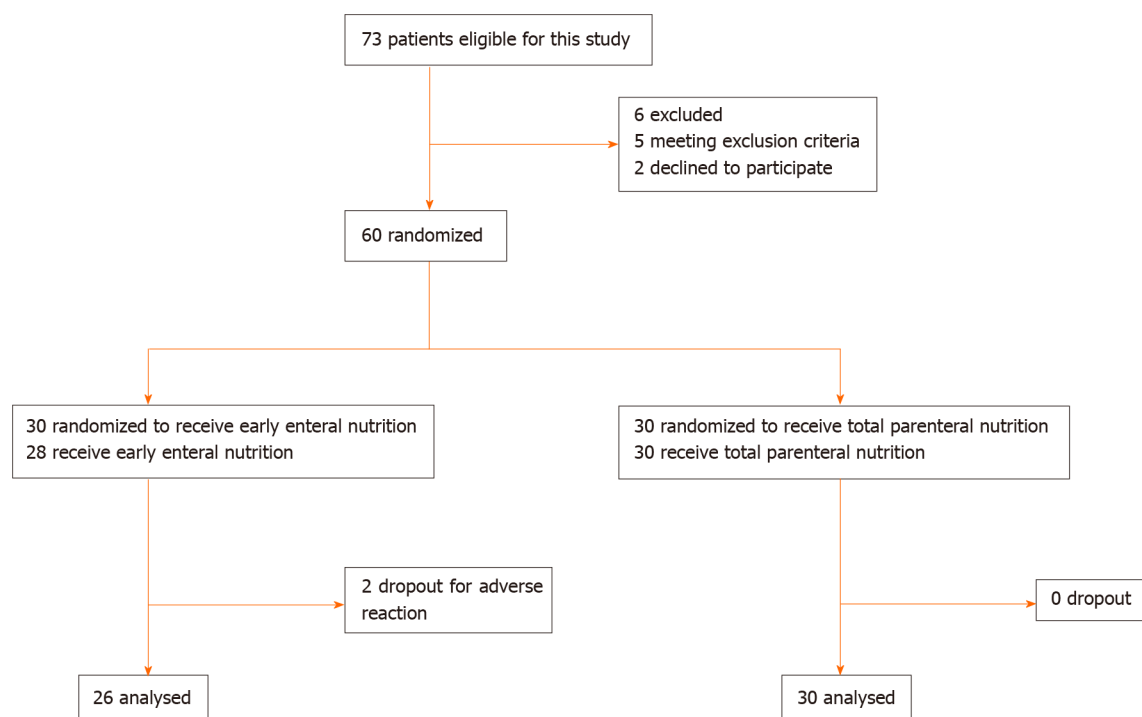 73 patients eligible for this study
6 excluded
5 meeting exclusion criteria
2 declined to participate
60 randomized
30 randomized to receive early enteral nutrition
28 receive early enteral nutrition
30 randomized to receive total parenteral nutrition
30 receive total parenteral nutrition
2 dropout for adverse
reaction
0 dropout
26 analysed
30 analysed